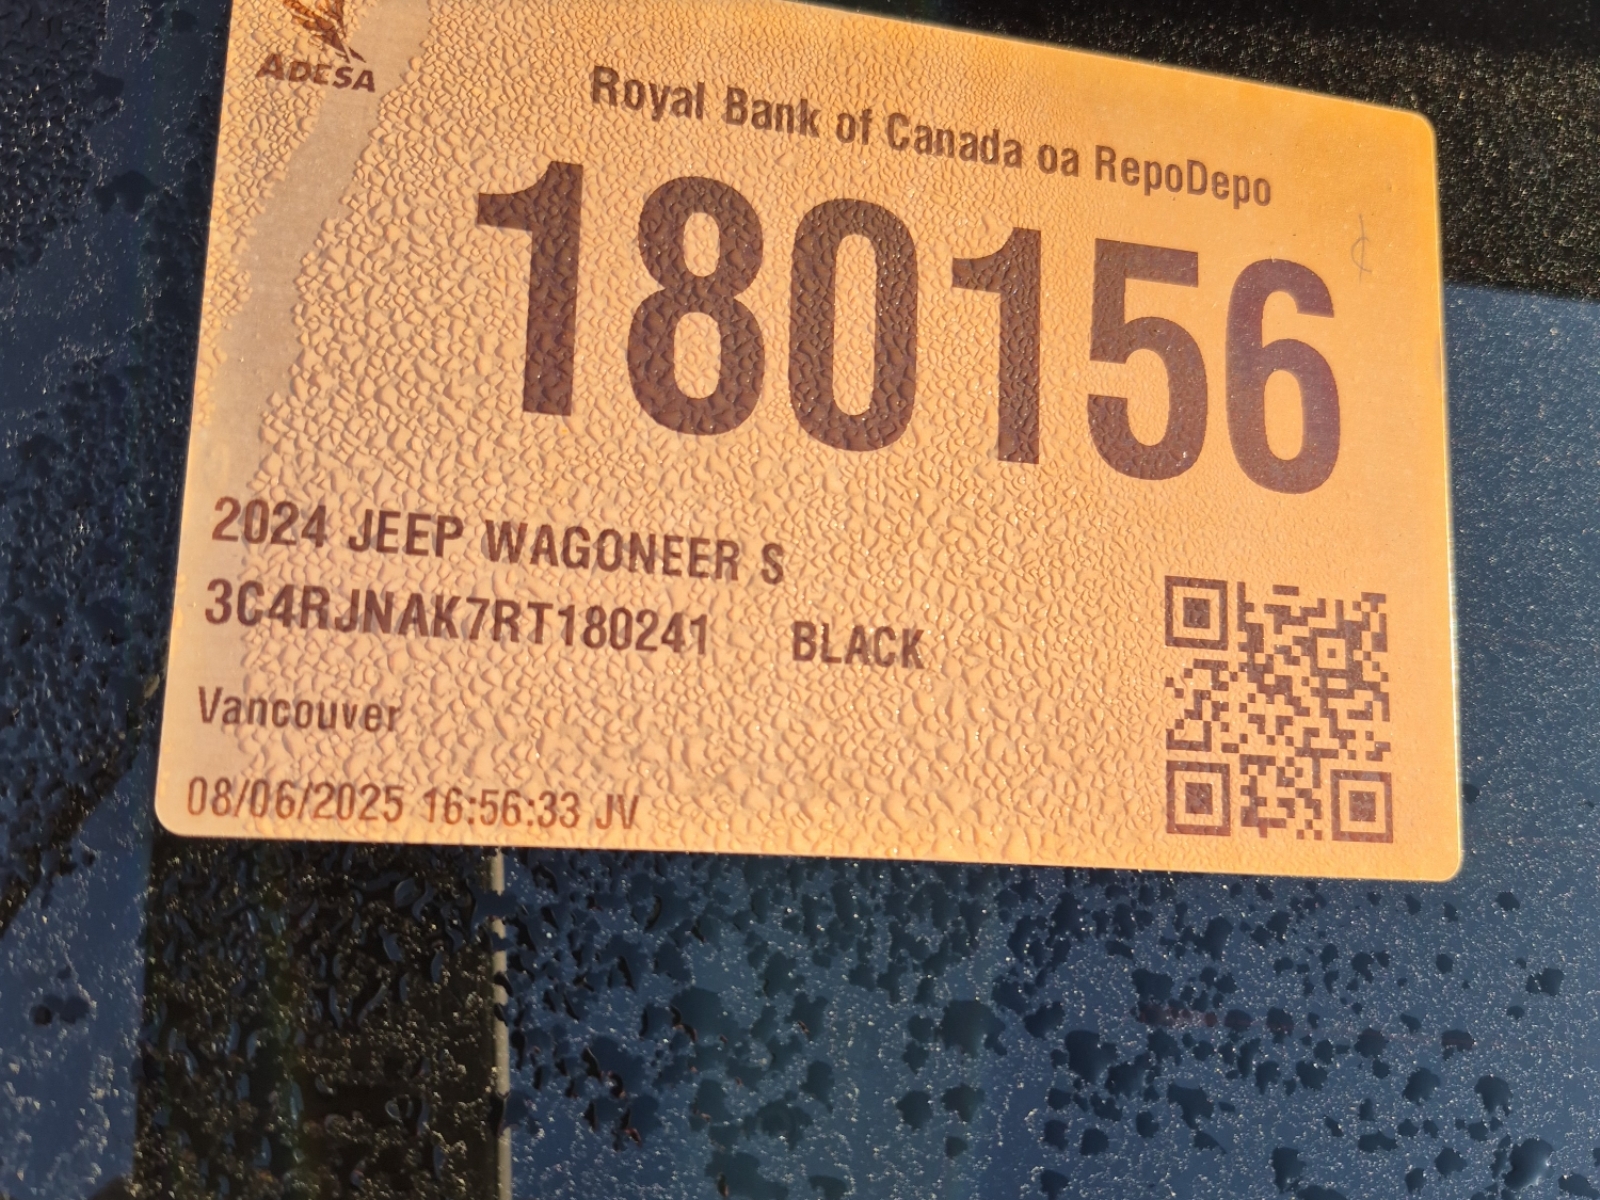 ADESA
Royal Bank of Canada oa RepoDepo
180156
2024 JEEP WAGONEER S
3C4RJNAK7RT180241 BLACK
Vancouver
08/06/2025 16:56:33 JV